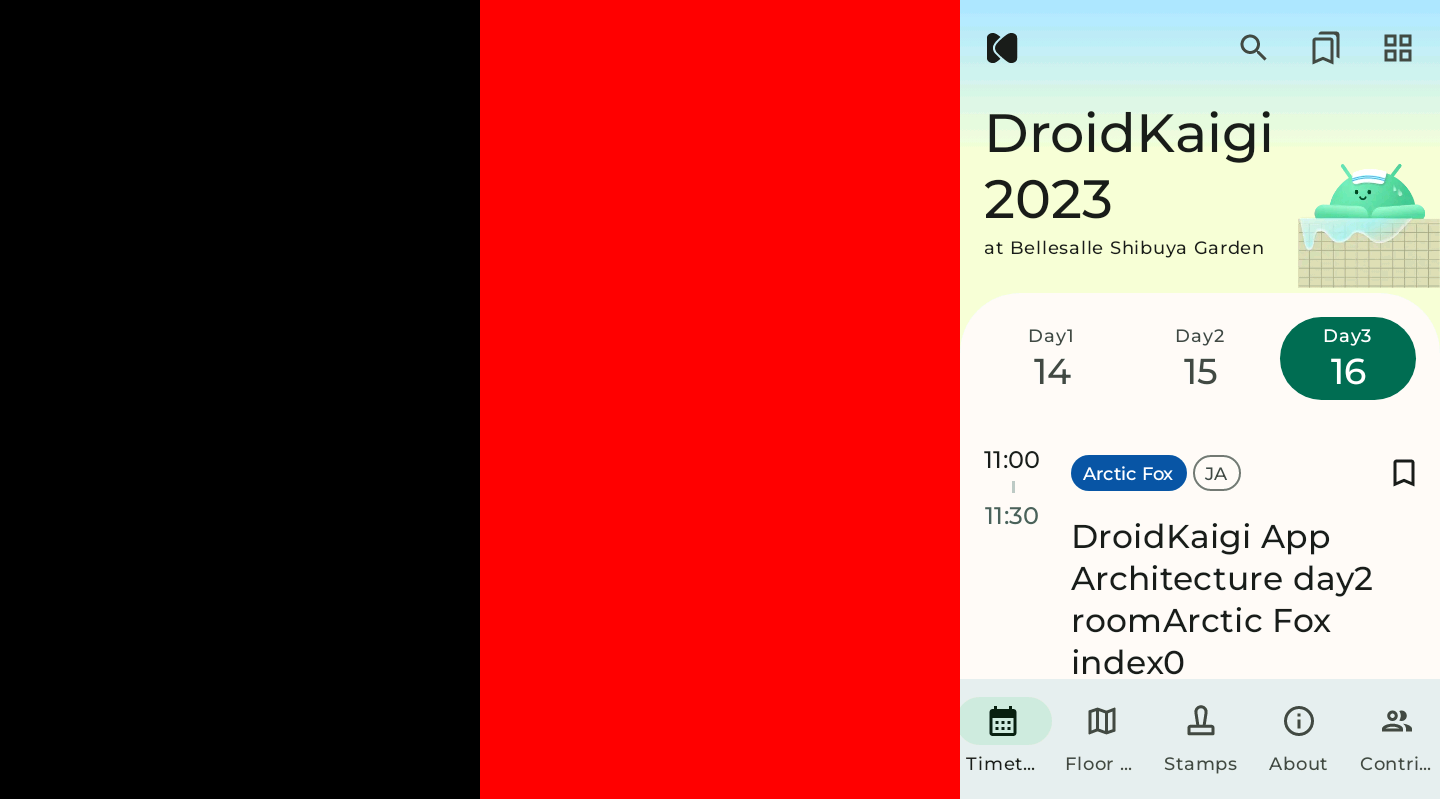 DroidKaigi
2023
at Bellesalle Shibuya Garden
Day1
14
Day2
15
Day3
16
11:00
11:30
Arctic Fox
JA
DroidKaigi App
Architecture day2
roomArctic Fox
index0
Timet…
Floor …
Stamps
About
Contri…